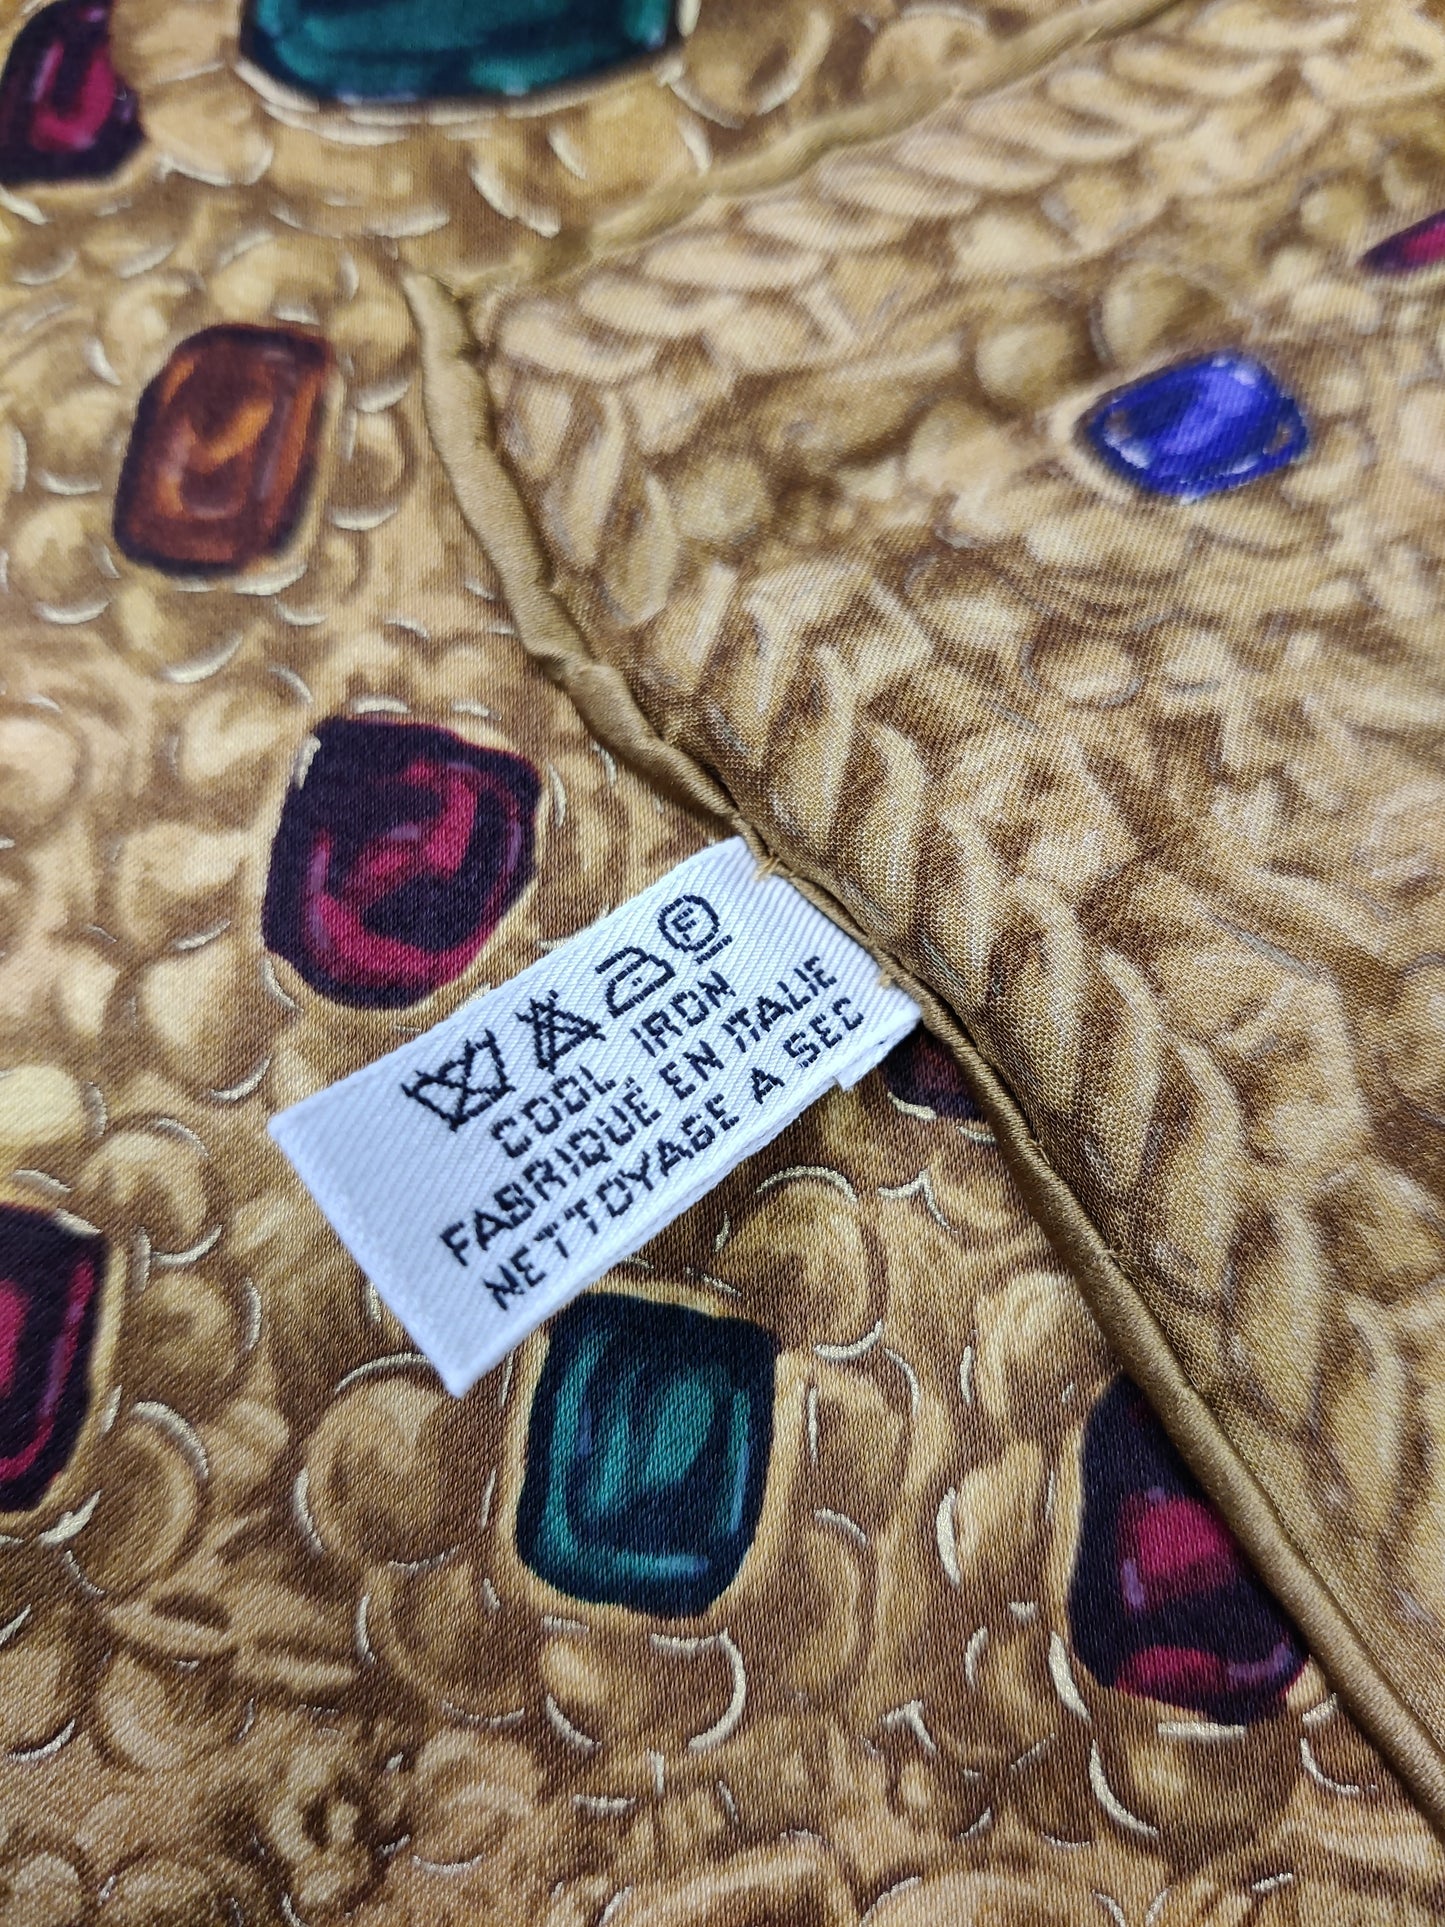 F
COOL IRON
FABRIQUE EN ITALIE
NETTOYAGE A SEC